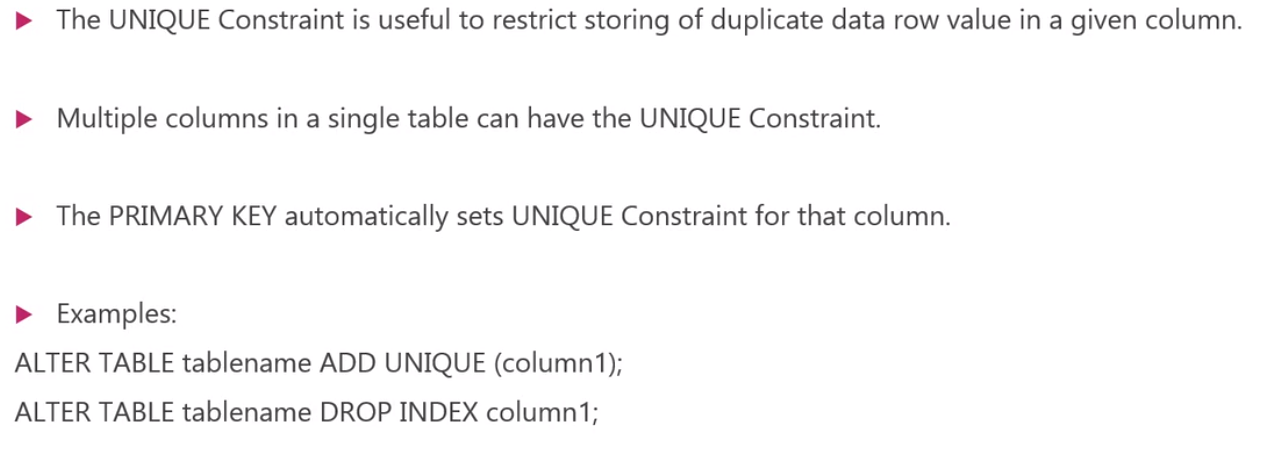 The UNIQUE Constraint is useful to restrict storing of duplicate data row value in a given column.
Multiple columns in a single table can have the UNIQUE Constraint.
The PRIMARY KEY automatically sets UNIQUE Constraint for that column.
Examples:
ALTER TABLE tablename ADD UNIQUE (column1);
ALTER TABLE tablename DROP INDEX column1;